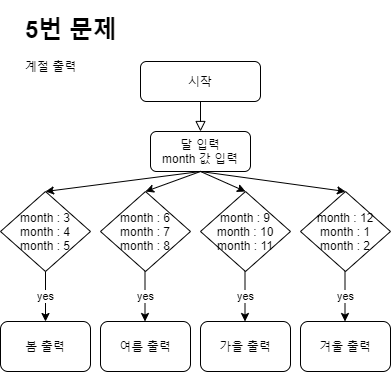 5번 문제
계절 출력
시작
달 입력
month 값 입력
month : 3
month : 4
month : 5
month : 6
month : 7
month : 8
month : 9
month : 10
month : 11
month : 12
month : 1
month : 2
yes
yes
yes
yes
봄 출력
여름 출력
가을 출력
겨울 출력